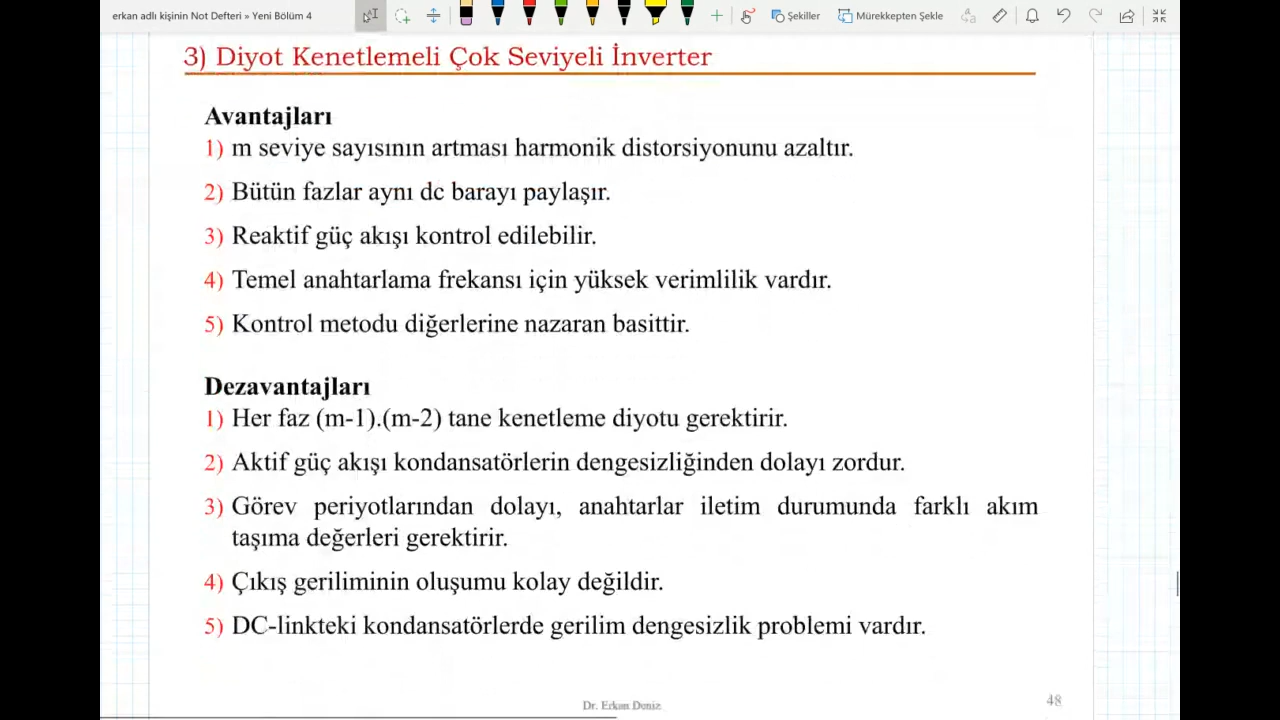 erkan adlı kişinin Not Defteri » Yeni Bölüm 4
Şekiller
Mürekkepten Şekle
3) Diyot Kenetlemeli Çok Seviyeli İnverter
Avantajları
1) m seviye sayısının artması harmonik distorsiyonunu azaltır.
2) Bütün fazlar aynı dc barayı paylaşır.
3) Reaktif güç akışı kontrol edilebilir.
4) Temel anahtarlama frekansı için yüksek verimlilik vardır.
5) Kontrol metodu diğerlerine nazaran basittir.
Dezavantajları
1) Her faz (m-1).(m-2) tane kenetleme diyotu gerektirir.
2) Aktif güç akışı kondansatörlerin dengesizliğinden dolayı zordur.
3) Görev periyotlarından dolayı, anahtarlar iletim durumunda farklı akım
taşıma değerleri gerektirir.
4) Çıkış geriliminin oluşumu kolay değildir.
5) DC-linkteki kondansatörlerde gerilim dengesizlik problemi vardır.
Dr. Erkan Deniz
48